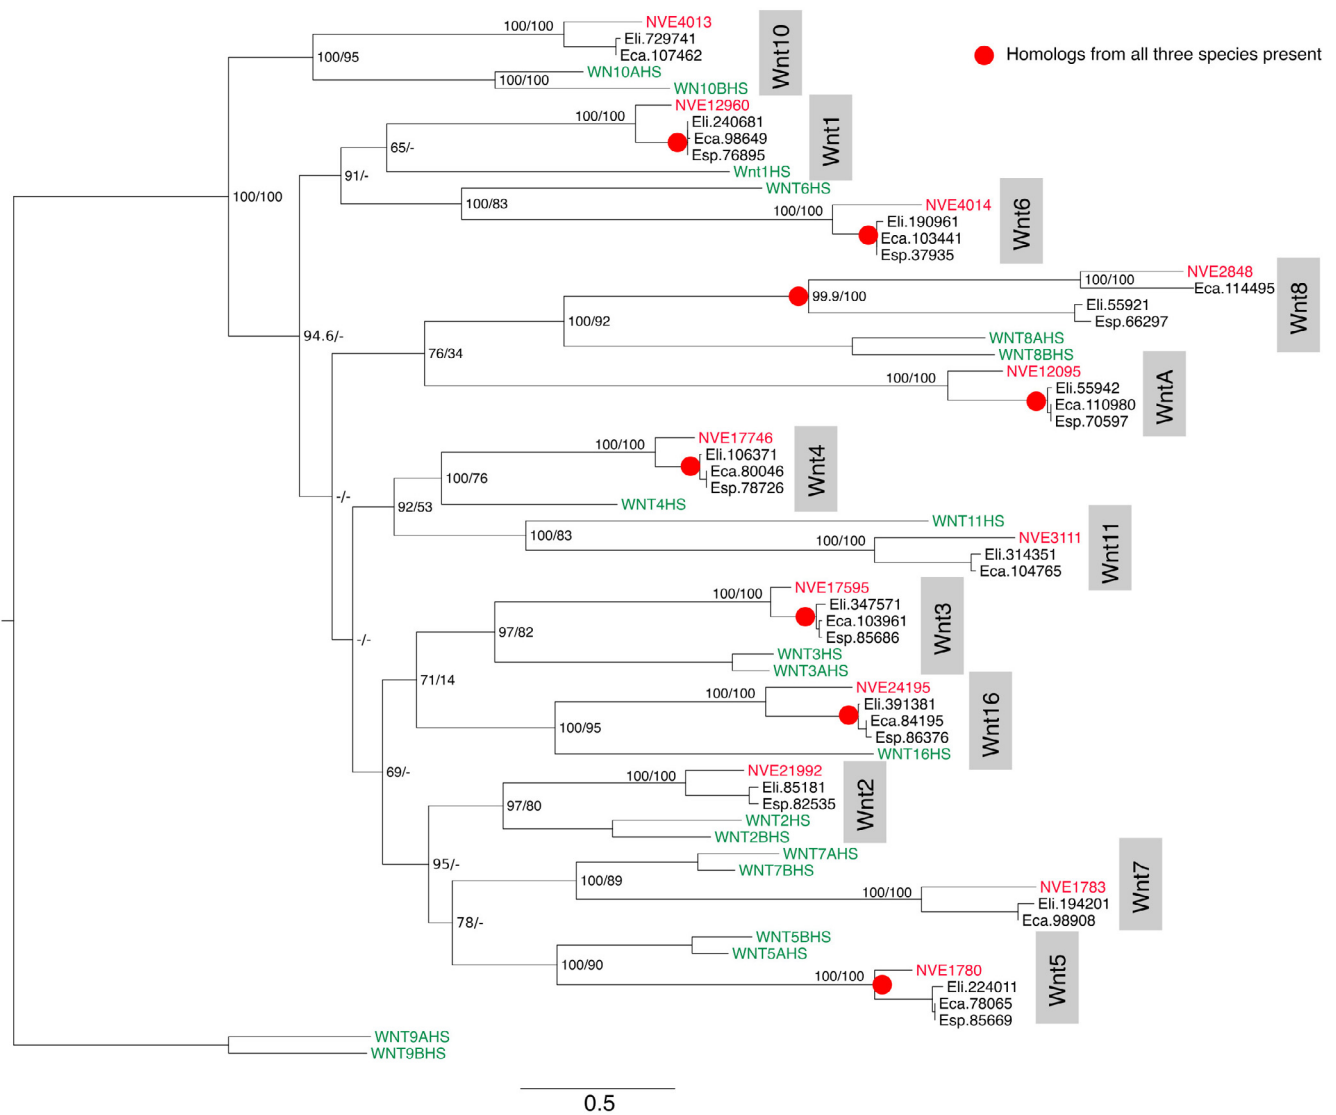 NVE4013
100/100
Eli.729741
Eca.107462
100/95
WN10AHS
100/100
WN10BHS
Wnt10
Homologs from all three species present
NVE12960
100/100
Eli.240681
Eca.98649
Esp.76895
65/-
Wnt1HS
Wnt1
91/-
WNT6HS
100/83
100/100
NVE4014
Eli.190961
Eca.103441
Esp.37935
Wnt6
100/100
NVE2848
100/100
Eca.114495
99.9/100
Eli.55921
Esp.66297
100/92
WNT8AHS
WNT8BHS
Wnt8
94.6/-
76/34
NVE12095
100/100
Eli.55942
Eca.110980
Esp.70597
WntA
NVE17746
100/100
Eli.106371
Eca.80046
Esp.78726
100/76
WNT4HS
Wnt4
-/-
92/53
WNT11HS
100/83
NVE3111
100/100
Eli.314351
Eca.104765
Wnt11
NVE17595
100/100
Eli.347571
Eca.103961
Esp.85686
97/82
WNT3HS
WNT3AHS
Wnt3
-/-
71/14
NVE24195
100/100
Eli.391381
Eca.84195
Esp.86376
100/95
WNT16HS
Wnt16
69/-
NVE21992
100/100
Eli.85181
Esp.82535
97/80
WNT2HS
WNT2BHS
Wnt2
95/-
WNT7AHS
WNT7BHS
100/89
NVE1783
100/100
Eli.194201
Eca.98908
Wnt7
78/-
WNT5BHS
WNT5AHS
100/90
NVE1780
100/100
Eli.224011
Eca.78065
Esp.85669
Wnt5
WNT9AHS
WNT9BHS
0.5